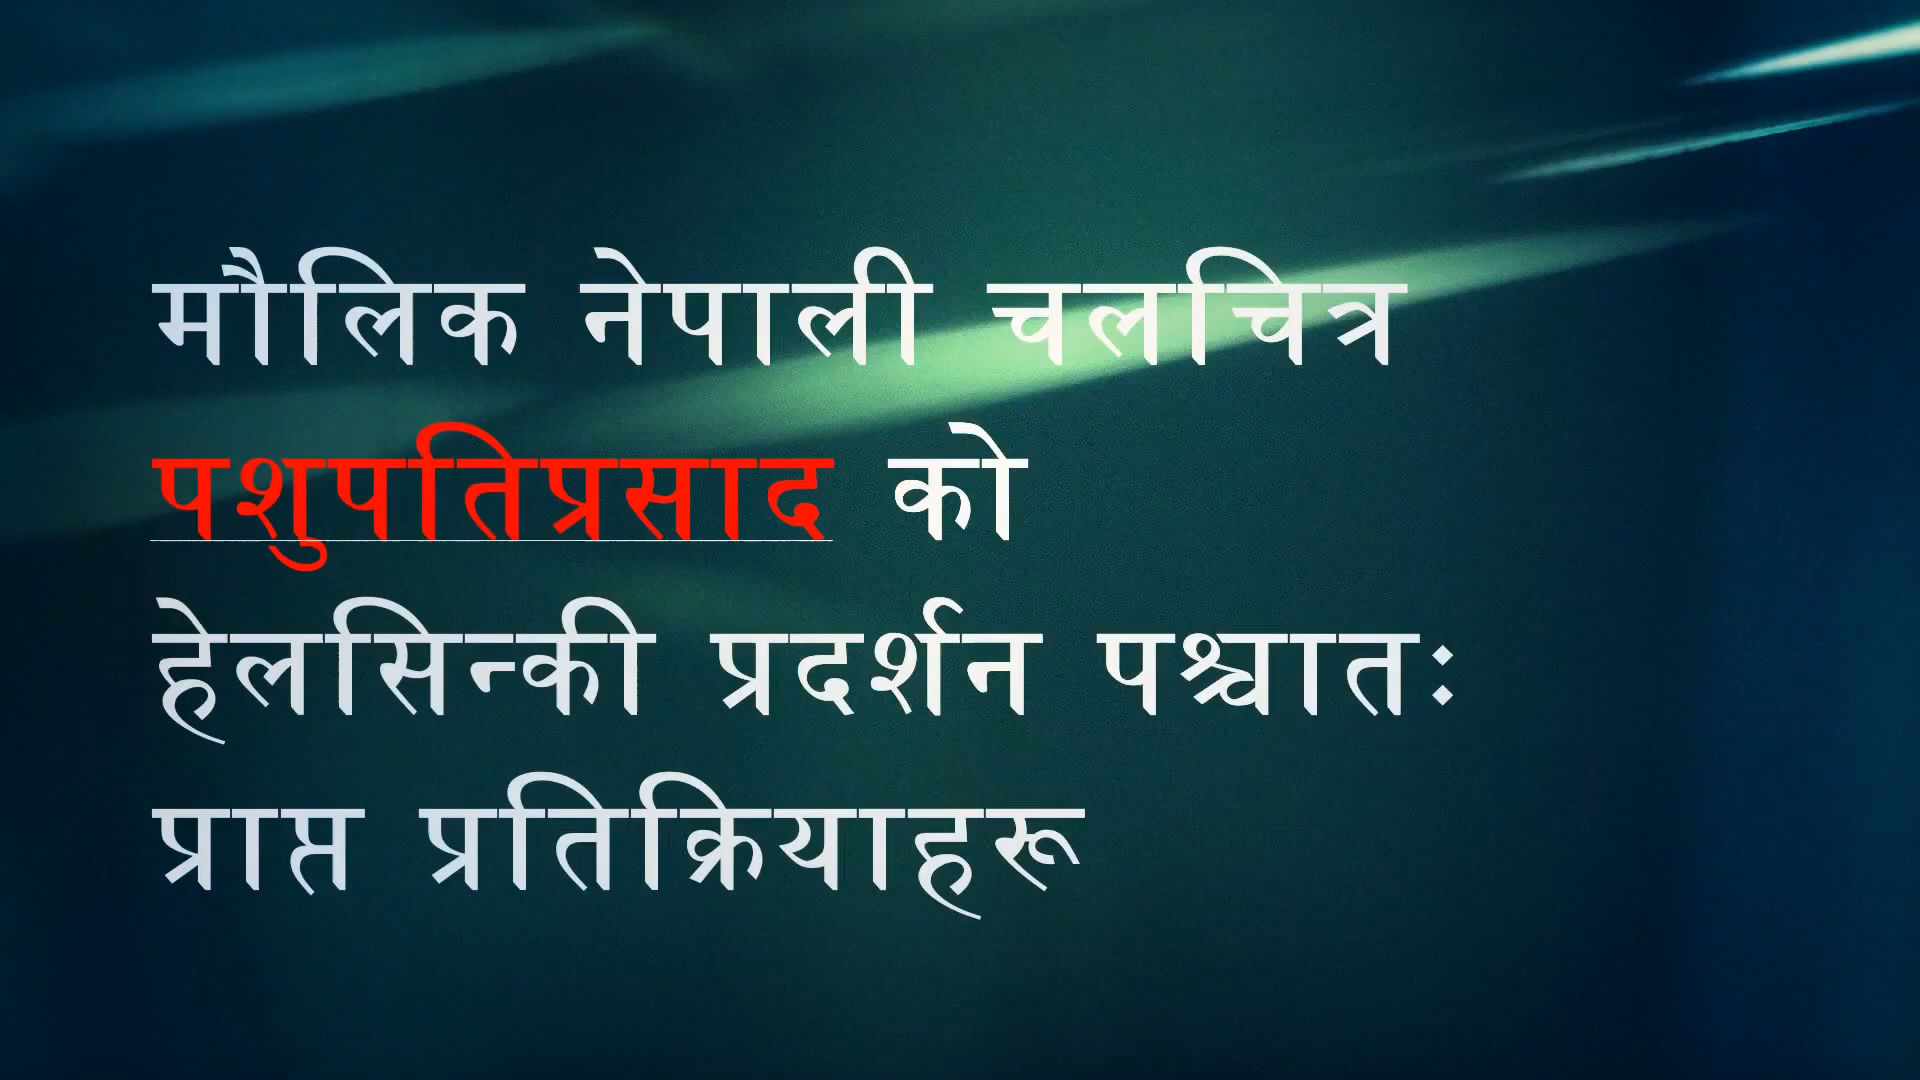 मौलिक नेपाली चलचित्र
पशुपतिप्रसाद को
हेलसिन्की प्रदर्शन पश्चातः
प्राप्त प्रतिक्रियाहरू